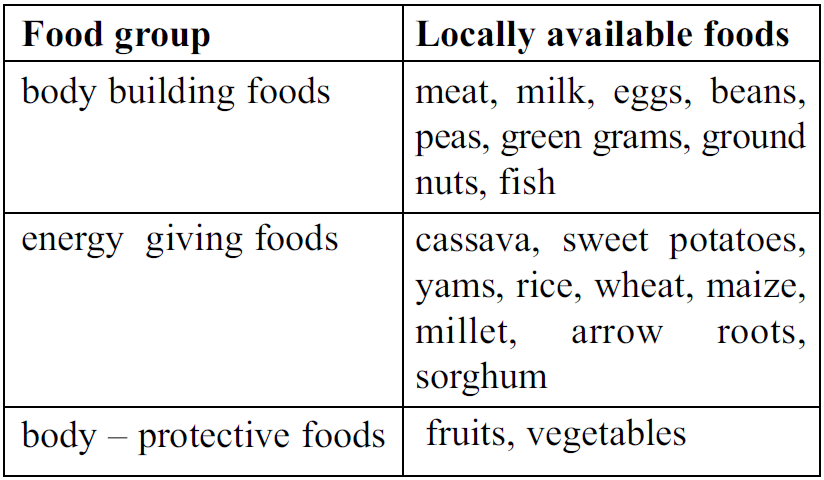 Food group
Locally available foods
body building foods
meat, milk, eggs, beans,
peas, green grams, ground
nuts, fish
energy giving foods
cassava, sweet potatoes,
yams, rice, wheat, maize,
millet, arrow roots,
sorghum
body – protective foods
fruits, vegetables